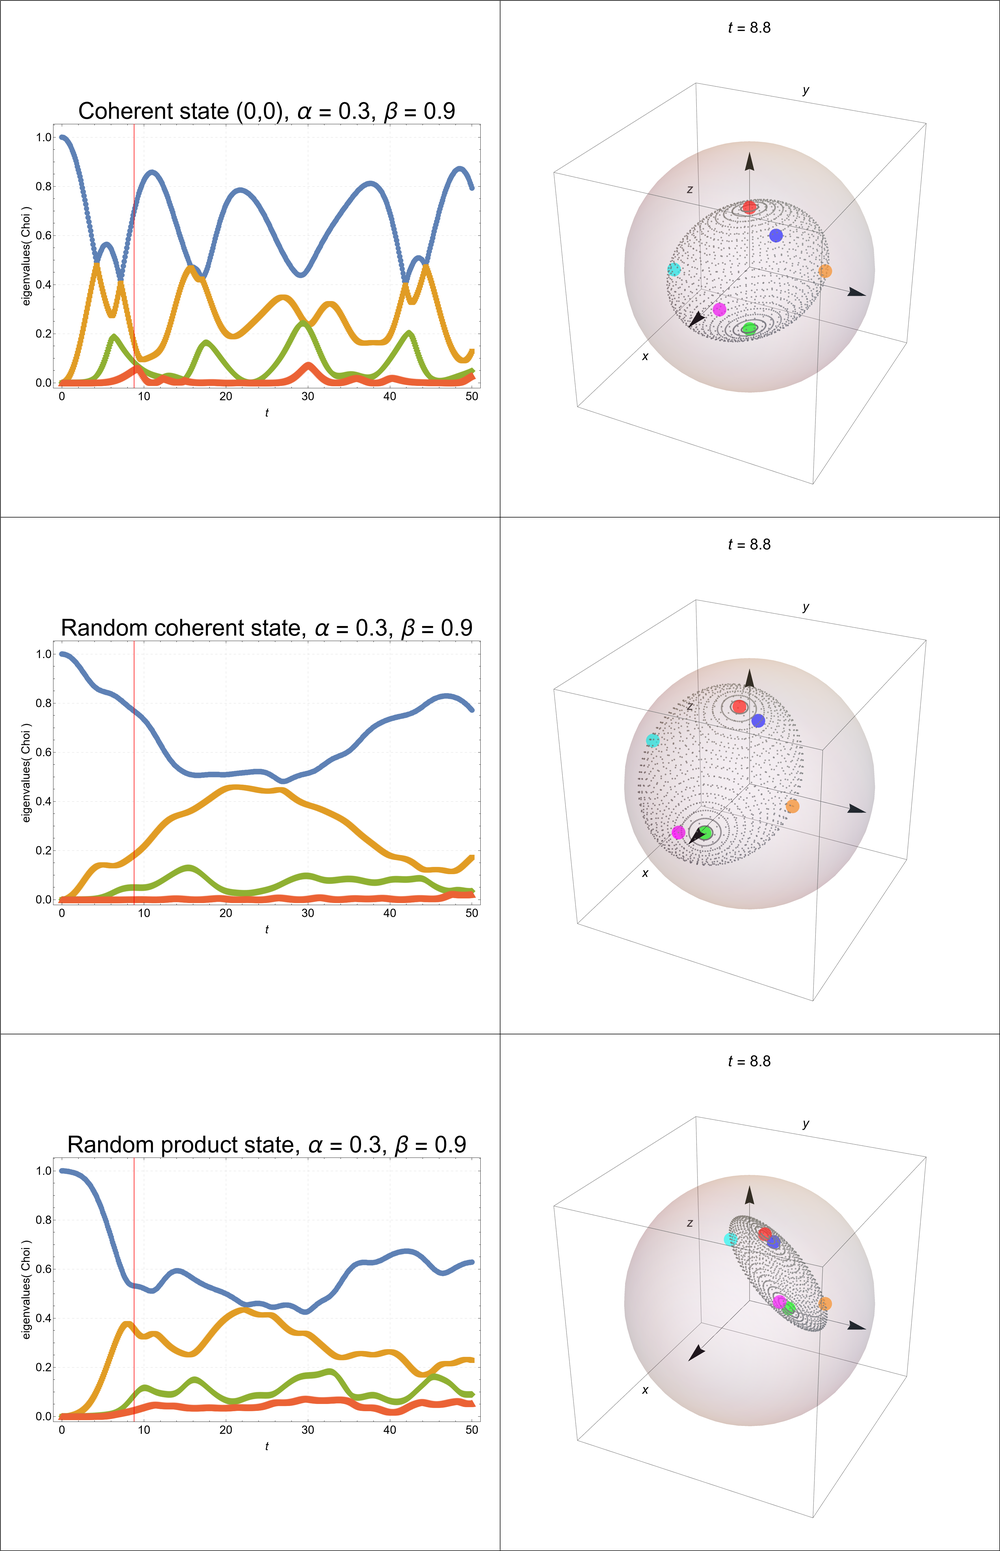 t = 8.8
Coherent state (0,0), α = 0.3, β = 0.9
eigenvalues( Choi )
1.0
0.8
0.6
0.4
0.2
0.0
0 10 20 30 40 50
t
y
z
x
t = 8.8
Random coherent state, α = 0.3, β = 0.9
eigenvalues( Choi )
1.0
0.8
0.6
0.4
0.2
0.0
0 10 20 30 40 50
t
y
z
x
t = 8.8
Random product state, α = 0.3, β = 0.9
eigenvalues( Choi )
1.0
0.8
0.6
0.4
0.2
0.0
0 10 20 30 40 50
t
y
z
x